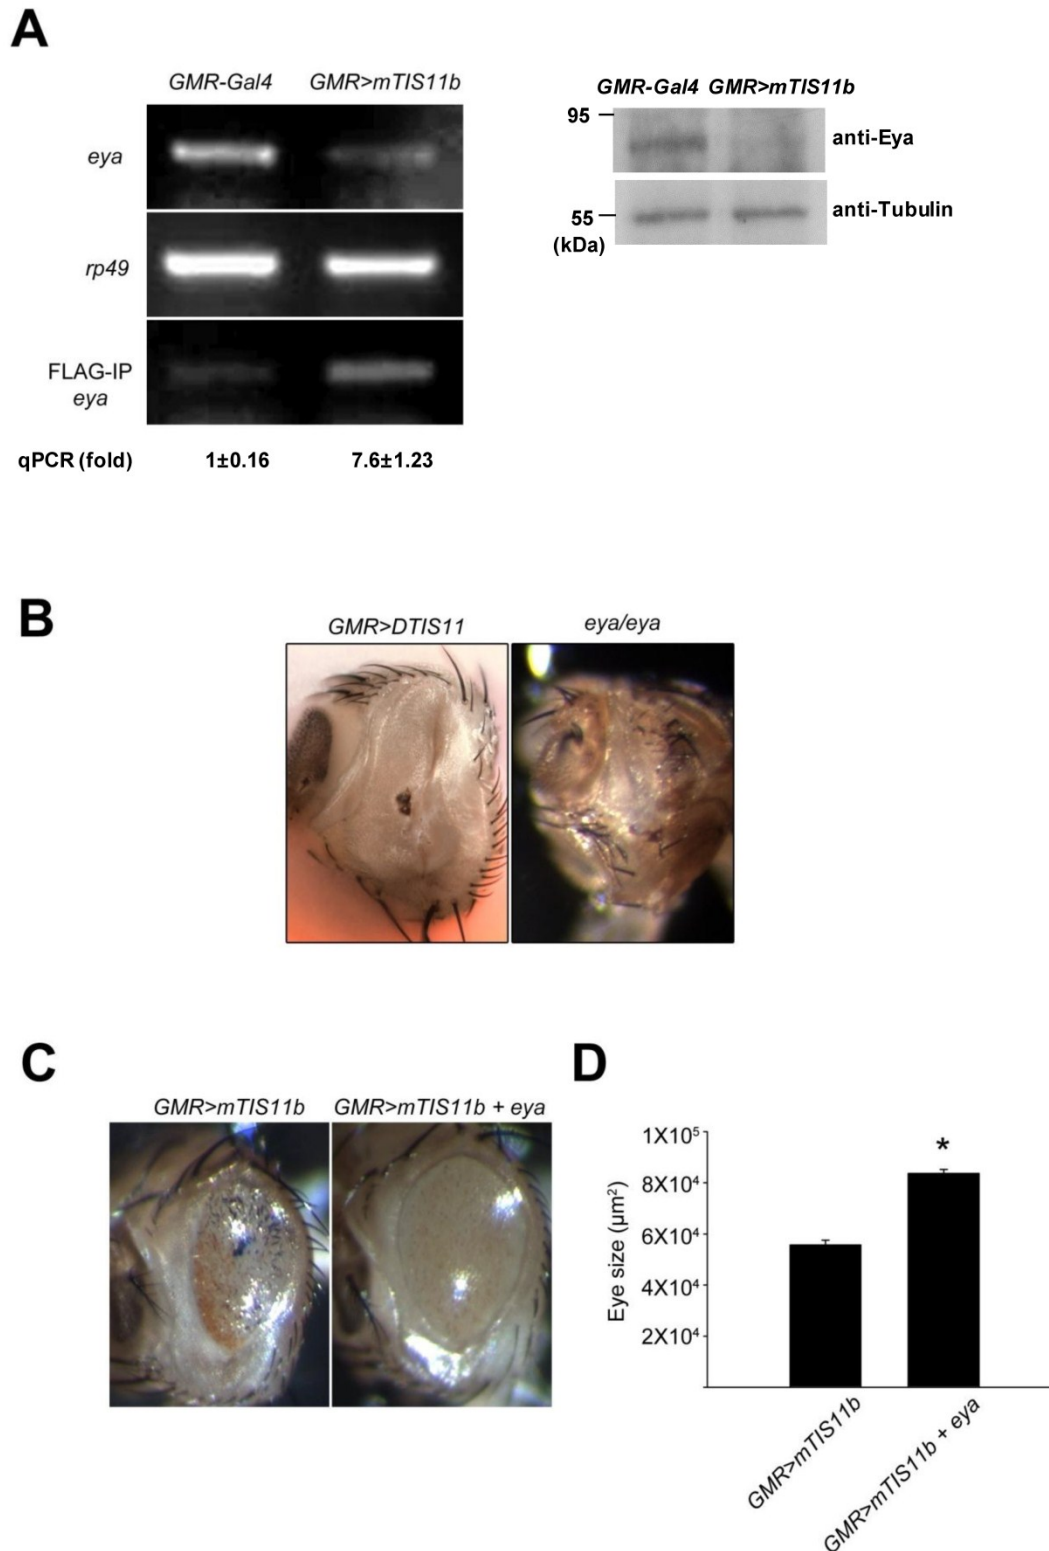 A
GMR-Gal4 GMR>mTIS11b
eya
rp49
FLAG-IP
eya
qPCR (fold) 1±0.16 7.6±1.23
GMR-Gal4 GMR>mTIS11b
95
anti-Eya
55
anti-Tubulin
(kDa)
B
GMR>DTIS11 eya/eya
C
GMR>mTIS11b GMR>mTIS11b + eya
D
*
1X10⁵
8X10⁴
6X10⁴
4X10⁴
2X10⁴
Eye size (μm²)
GMR>mTIS11b
GMR>mTIS11b + eya